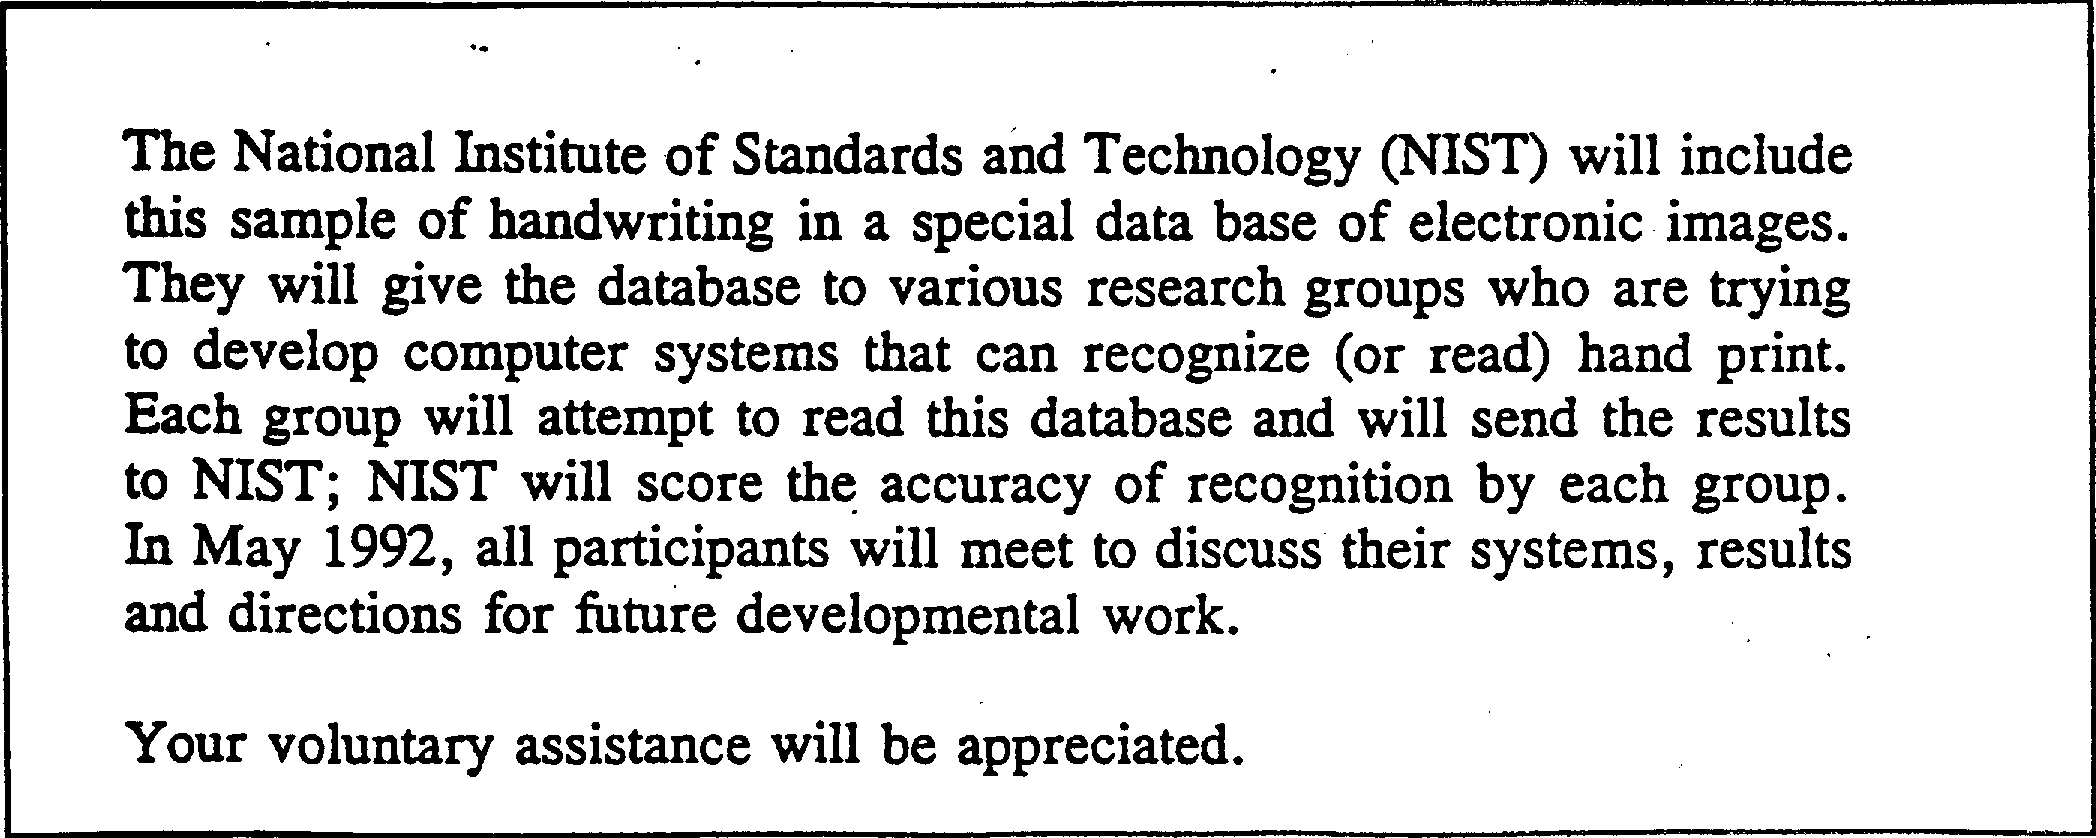 The National Institute of Standards and Technology (NIST) will include
this sample of handwriting in a special data base of electronic images.
They will give the database to various research groups who are trying
to develop computer systems that can recognize (or read) hand print.
Each group will attempt to read this database and will send the results
to NIST; NIST will score the accuracy of recognition by each group.
In May 1992, all participants will meet to discuss their systems, results
and directions for future developmental work.
Your voluntary assistance will be appreciated.